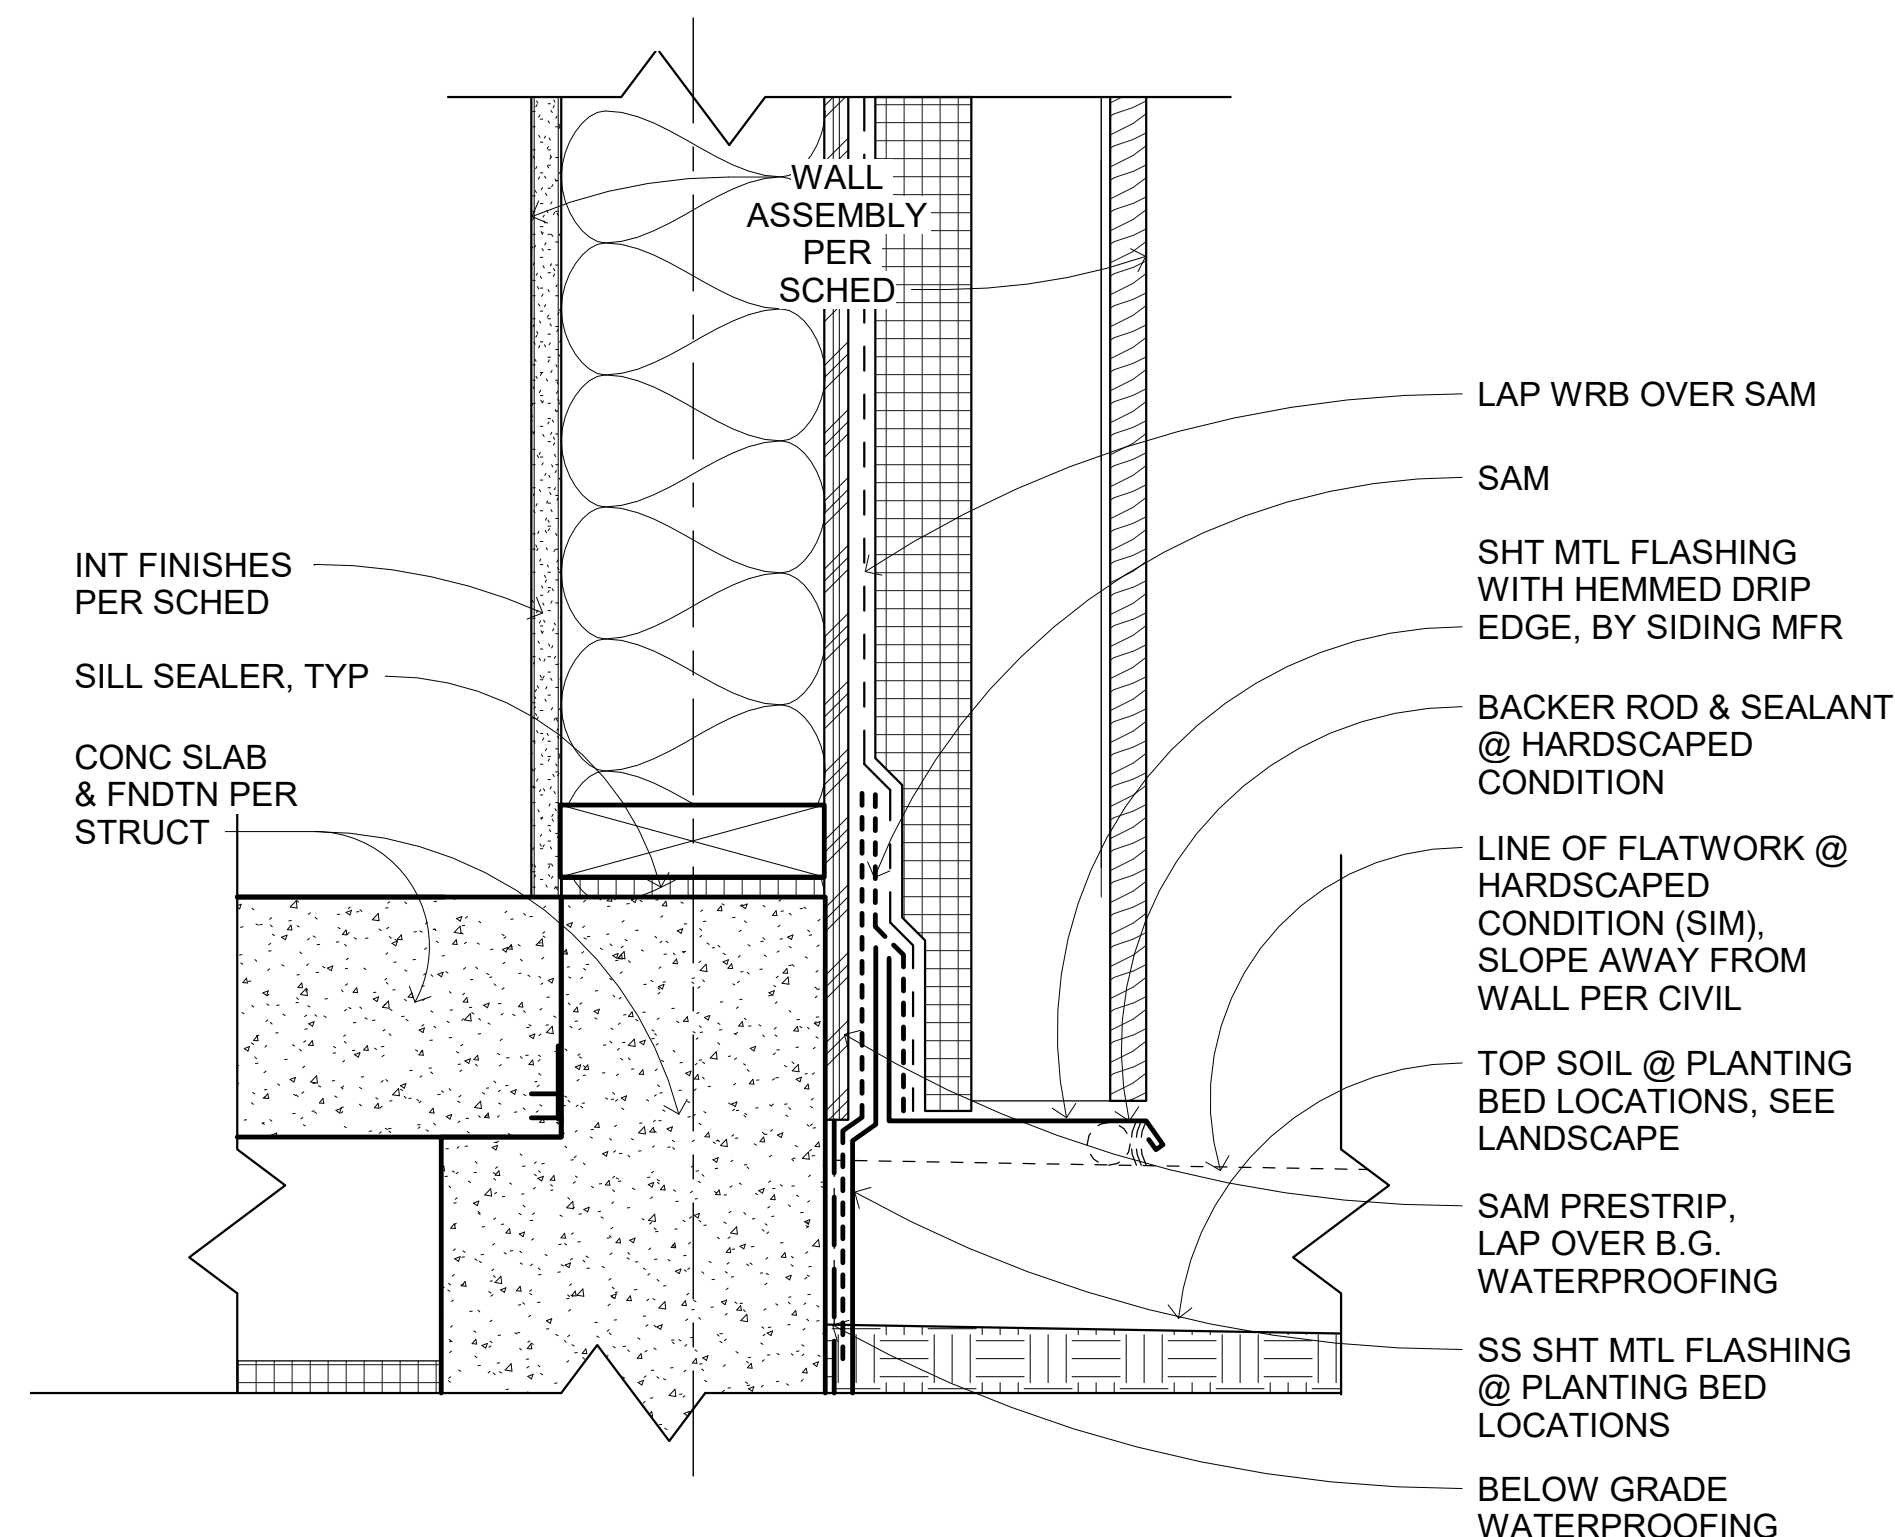 WALL
ASSEMBLY
PER
SCHED
INT FINISHES
PER SCHED
SILL SEALER, TYP
CONC SLAB
& FNDTN PER
STRUCT
LAP WRB OVER SAM
SAM
SHT MTL FLASHING
WITH HEMMED DRIP
EDGE, BY SIDING MFR
BACKER ROD & SEALANT
@ HARDSCAPED
CONDITION
LINE OF FLATWORK @
HARDSCAPED
CONDITION (SIM),
SLOPE AWAY FROM
WALL PER CIVIL
TOP SOIL @ PLANTING
BED LOCATIONS, SEE
LANDSCAPE
SAM PRESTRIP,
LAP OVER B.G.
WATERPROOFING
SS SHT MTL FLASHING
@ PLANTING BED
LOCATIONS
BELOW GRADE
WATERPROOFING